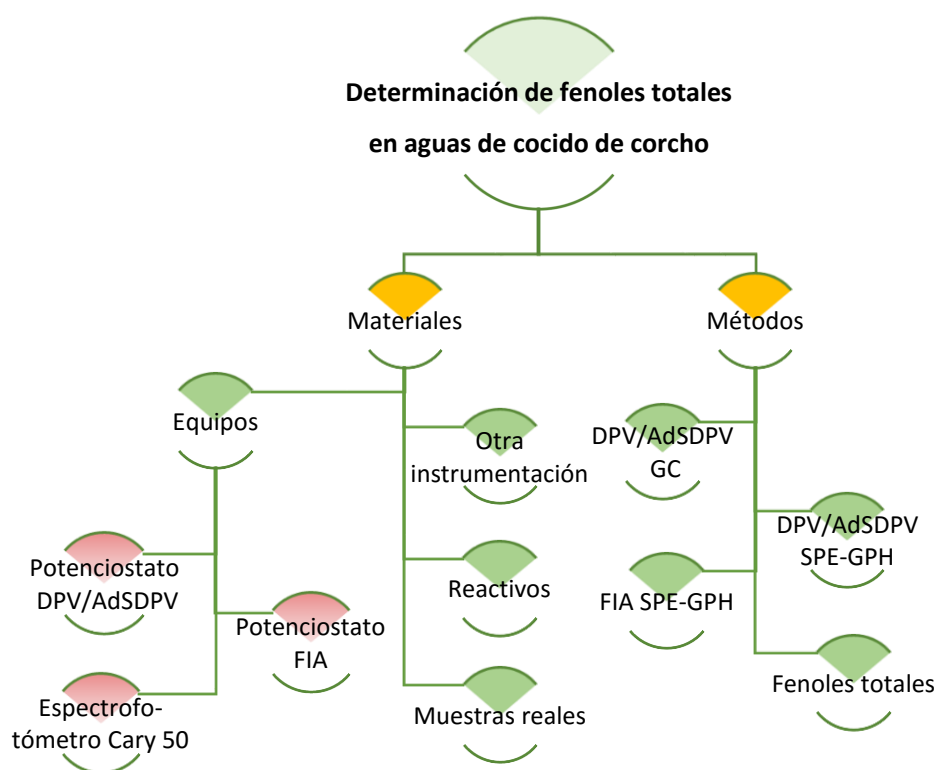 Determinación de fenoles totales
en aguas de cocido de corcho
Materiales
Métodos
Equipos
Otra
instrumentación
DPV/AdSDPV
GC
DPV/AdSDPV
SPE-GPH
Potenciostato
DPV/AdSDPV
Reactivos
FIA SPE-GPH
Potenciostato
FIA
Fenoles totales
Espectrofo-
tómetro Cary 50
Muestras reales